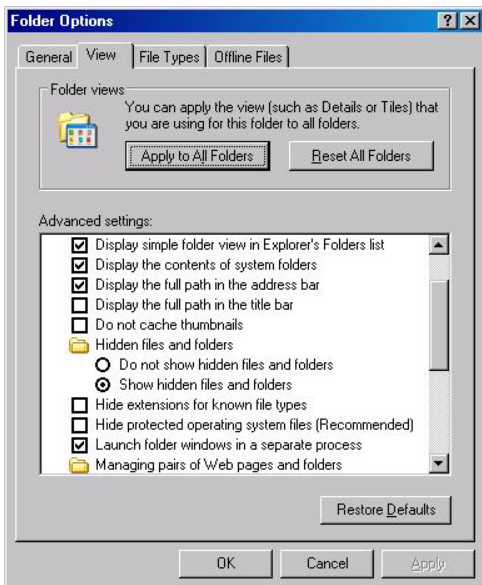 Folder Options
General View File Types Offline Files
Folder views
You can apply the view (such as Details or Tiles) that
you are using for this folder to all folders.
Apply to All Folders Reset All Folders
Advanced settings:
Display simple folder view in Explorer's Folders list
Display the contents of system folders
Display the full path in the address bar
Display the full path in the title bar
Do not cache thumbnails
Hidden files and folders
Do not show hidden files and folders
Show hidden files and folders
Hide extensions for known file types
Hide protected operating system files (Recommended)
Launch folder windows in a separate process
Managing pairs of Web pages and folders
Restore Defaults
OK Cancel Apply